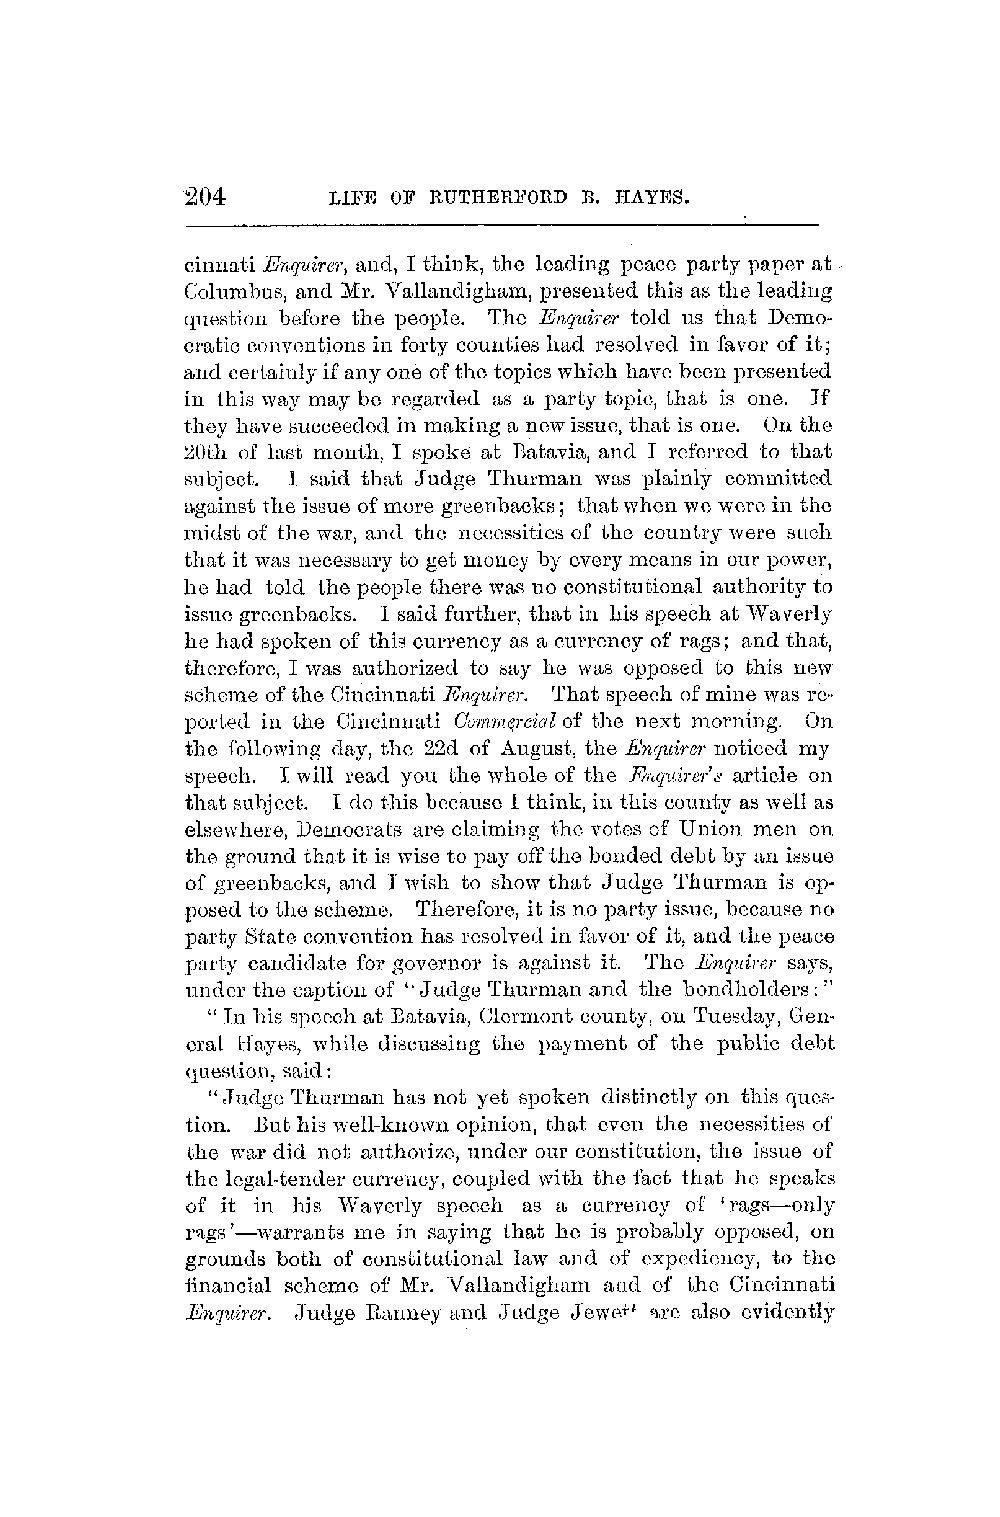 204 LIFE OF RUTHERFORD B. HAYES.
cinnati Enquirer, and, I think, the leading peace party paper at
Columbus, and Mr. Vallandigham, presented this as the leading
question before the people. The Enquirer told us that Demo-
cratic conventions in forty counties had resolved in favor of it;
and certainly if any one of the topics which have been presented
in this way may be regarded as a party topic, that is one. If
they have succeeded in making a new issue, that is one. On the
20th of last month, I spoke at Batavia, and I referred to that
subject. I said that Judge Thurman was plainly committed
against the issue of more greenbacks; that when we were in the
midst of the war, and the necessities of the country were such
that it was necessary to get money by every means in our power,
he had told the people there was no constitutional authority to
issue greenbacks. I said further, that in his speech at Waverly
he had spoken of this currency as a currency of rags; and that,
therefore, I was authorized to say he was opposed to this new
scheme of the Cincinnati Enquirer. That speech of mine was re-
ported in the Cincinnati Commercial of the next morning. On
the following day, the 22d of August, the Enquirer noticed my
speech. I will read you the whole of the Enquirer's article on
that subject. I do this because I think, in this county as well as
elsewhere, Democrats are claiming the votes of Union men on
the ground that it is wise to pay off the bonded debt by an issue
of greenbacks, and I wish to show that Judge Thurman is op-
posed to the scheme. Therefore, it is no party issue, because no
party State convention has resolved in favor of it, and the peace
party candidate for governor is against it. The Enquirer says,
under the caption of "Judge Thurman and the bondholders:"
"In his speech at Batavia, Clermont county, on Tuesday, Gen-
eral Hayes, while discussing the payment of the public debt
question, said:
"Judge Thurman has not yet spoken distinctly on this ques-
tion. But his well-known opinion, that even the necessities of
the war did not authorize, under our constitution, the issue of
the legal-tender currency, coupled with the fact that he speaks
of it in his Waverly speech as a currency of 'rags—only
rags'—warrants me in saying that he is probably opposed, on
grounds both of constitutional law and of expediency, to the
financial scheme of Mr. Vallandigham and of the Cincinnati
Enquirer. Judge Ranney and Judge Jewett are also evidently